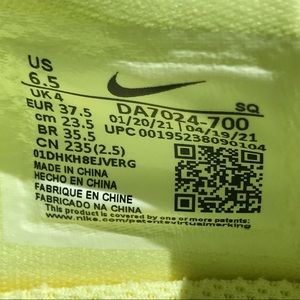 US
6.5
UK 4
EUR 37.5
cm 23.5
BR 35.5
CN 235(2.5)
SQ
DA7024-700
01/20/21 | 04/19/21
UPC 00195238090104
01DHKH8EJVERG
MADE IN CHINA
HECHO EN CHINA
FABRIQUE EN CHINE
FABRICADO NA CHINA
This product is covered by one or more patents:
www.nike.com/patentsvirtualmarking